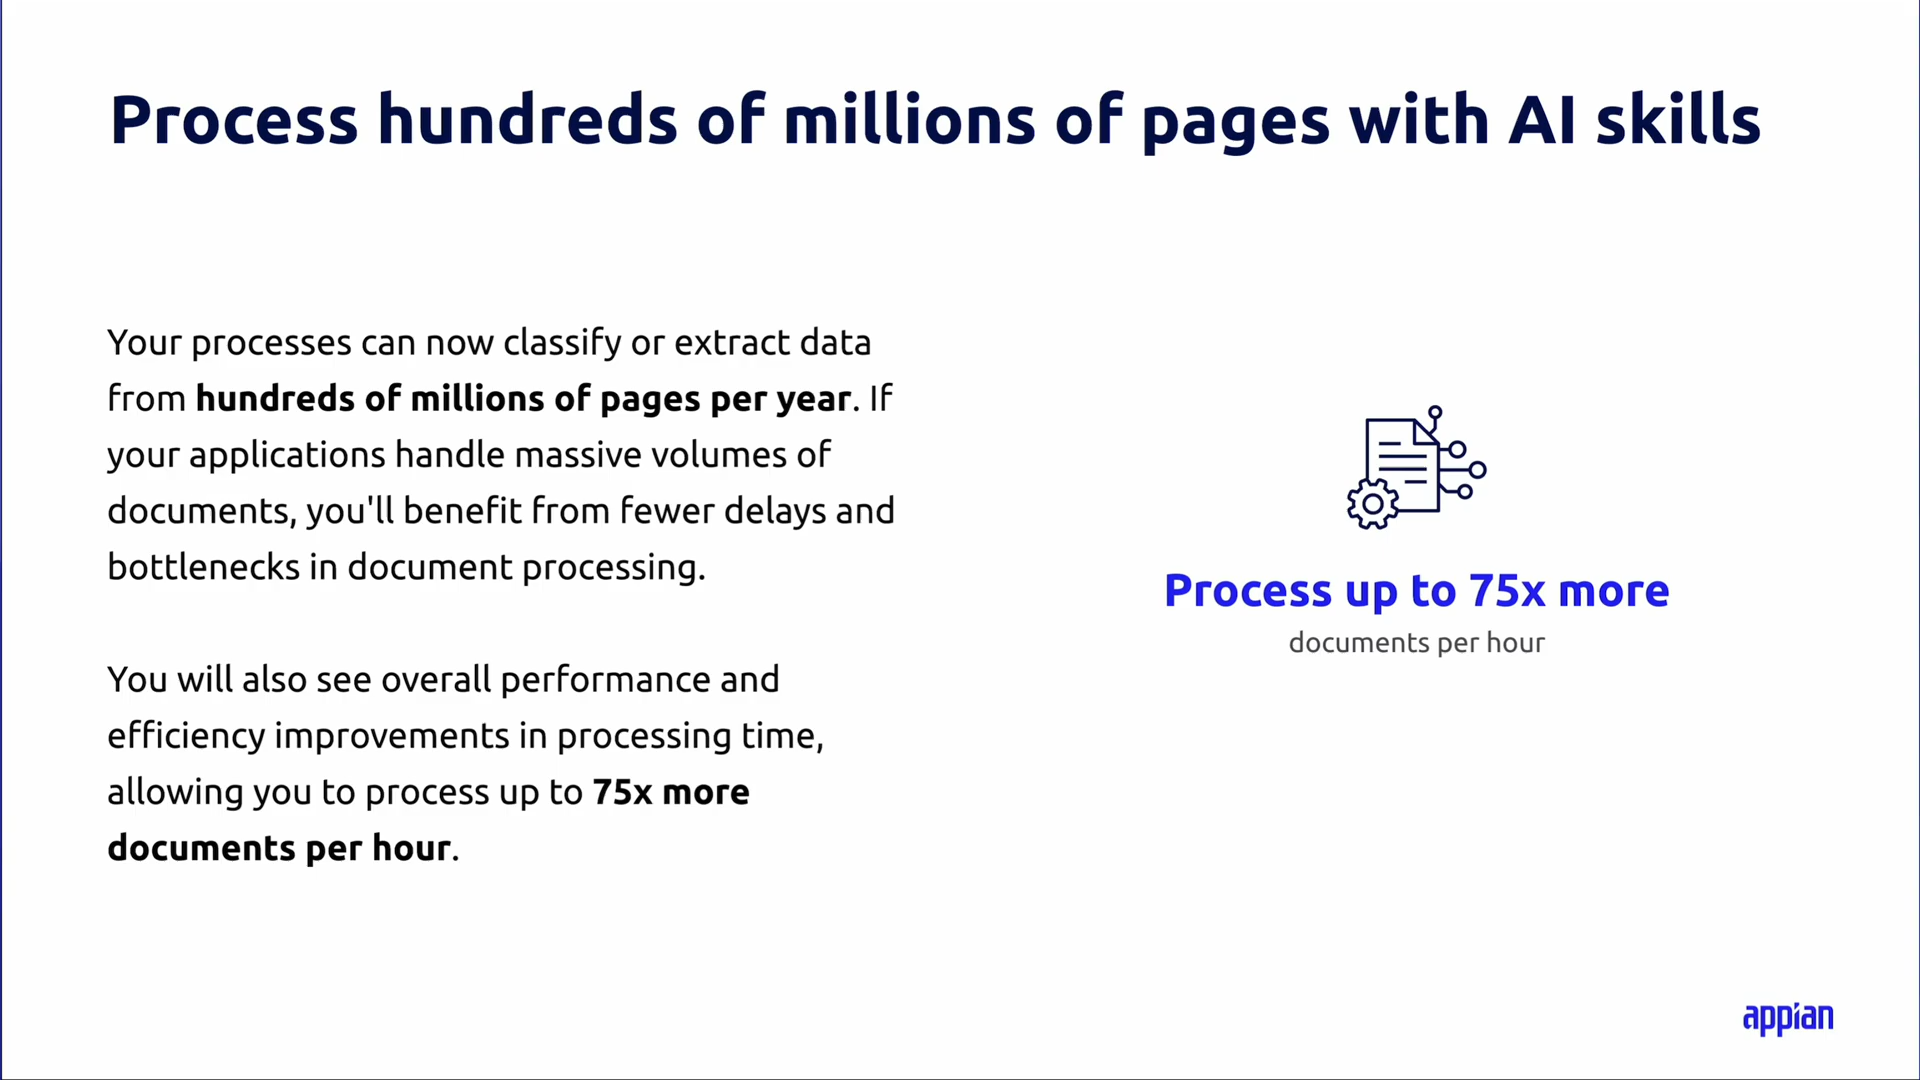 Process hundreds of millions of pages with AI skills
Your processes can now classify or extract data
from hundreds of millions of pages per year. If
your applications handle massive volumes of
documents, you'll benefit from fewer delays and
bottlenecks in document processing.
You will also see overall performance and
efficiency improvements in processing time,
allowing you to process up to 75x more
documents per hour.
Process up to 75x more
documents per hour
appian